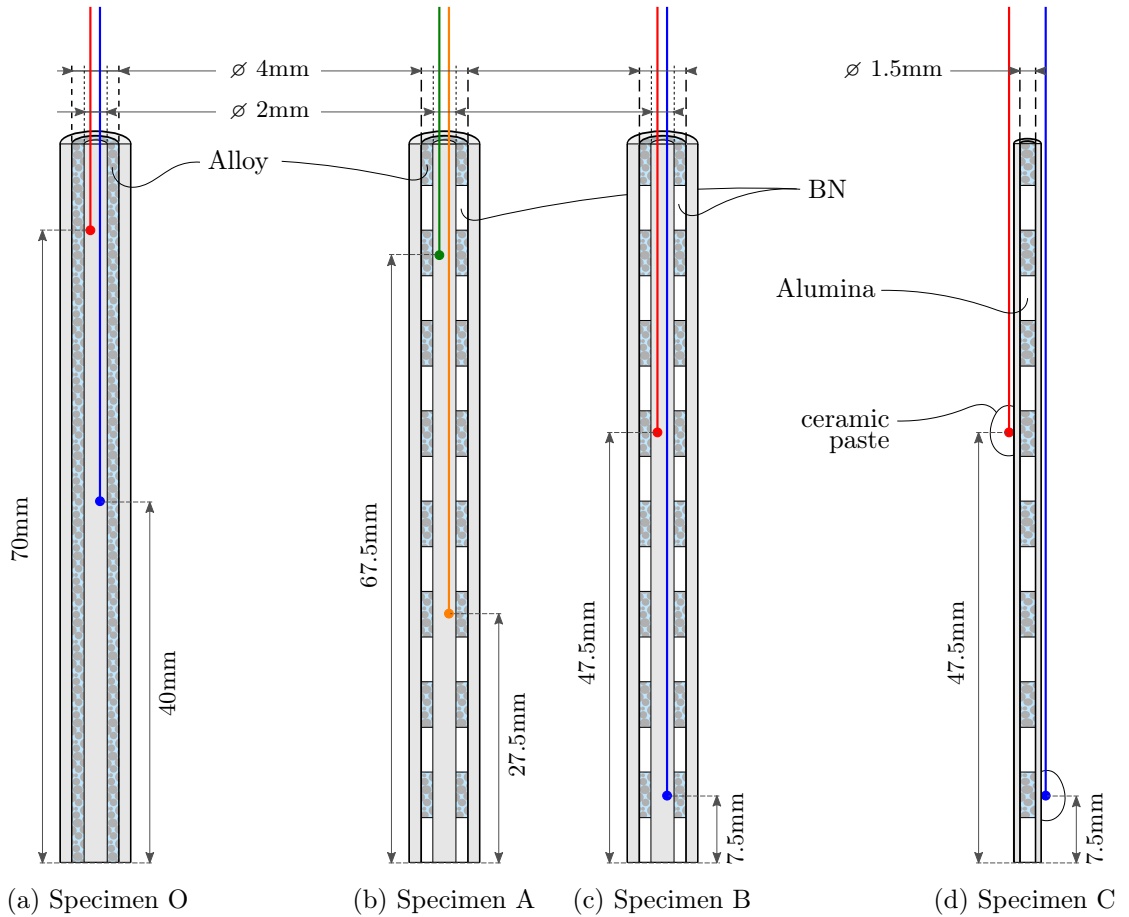 ⌀ 4mm
⌀ 1.5mm
⌀ 2mm
Alloy
BN
Alumina
ceramic
paste
70mm
40mm
67.5mm
27.5mm
47.5mm
7.5mm
47.5mm
7.5mm
(a) Specimen O
(b) Specimen A
(c) Specimen B
(d) Specimen C